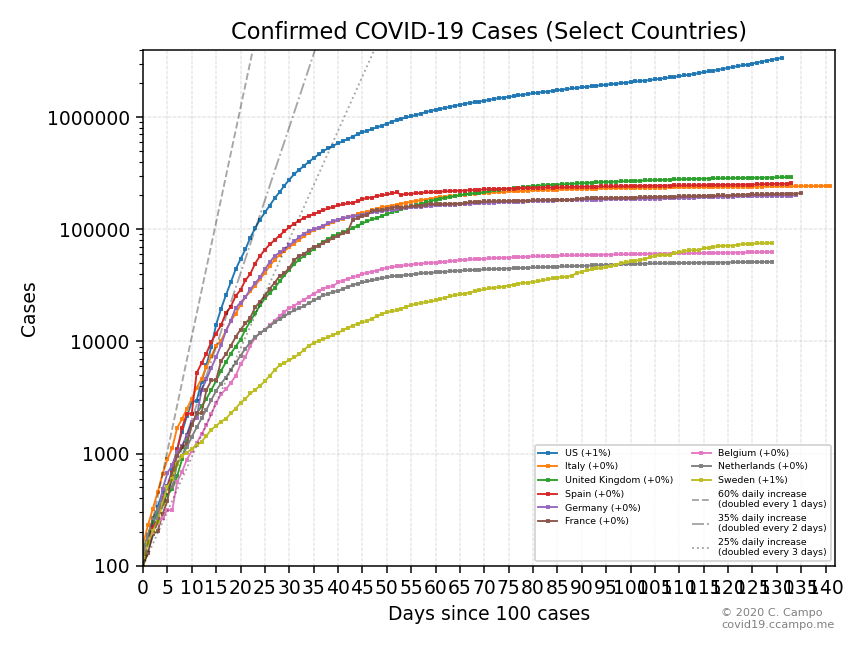 Confirmed COVID-19 Cases (Select Countries)
Cases
1000000
100000
10000
1000
100
US (+1%)
Italy (+0%)
United Kingdom (+0%)
Spain (+0%)
Germany (+0%)
France (+0%)
Belgium (+0%)
Netherlands (+0%)
Sweden (+1%)
60% daily increase
(doubled every 1 days)
35% daily increase
(doubled every 2 days)
25% daily increase
(doubled every 3 days)
0 5 10 15 20 25 30 35 40 45 50 55 60 65 70 75 80 85 90 95 100 105 110 115 120 125 130 135 140
Days since 100 cases
© 2020 C. Campo
covid19.ccampo.me